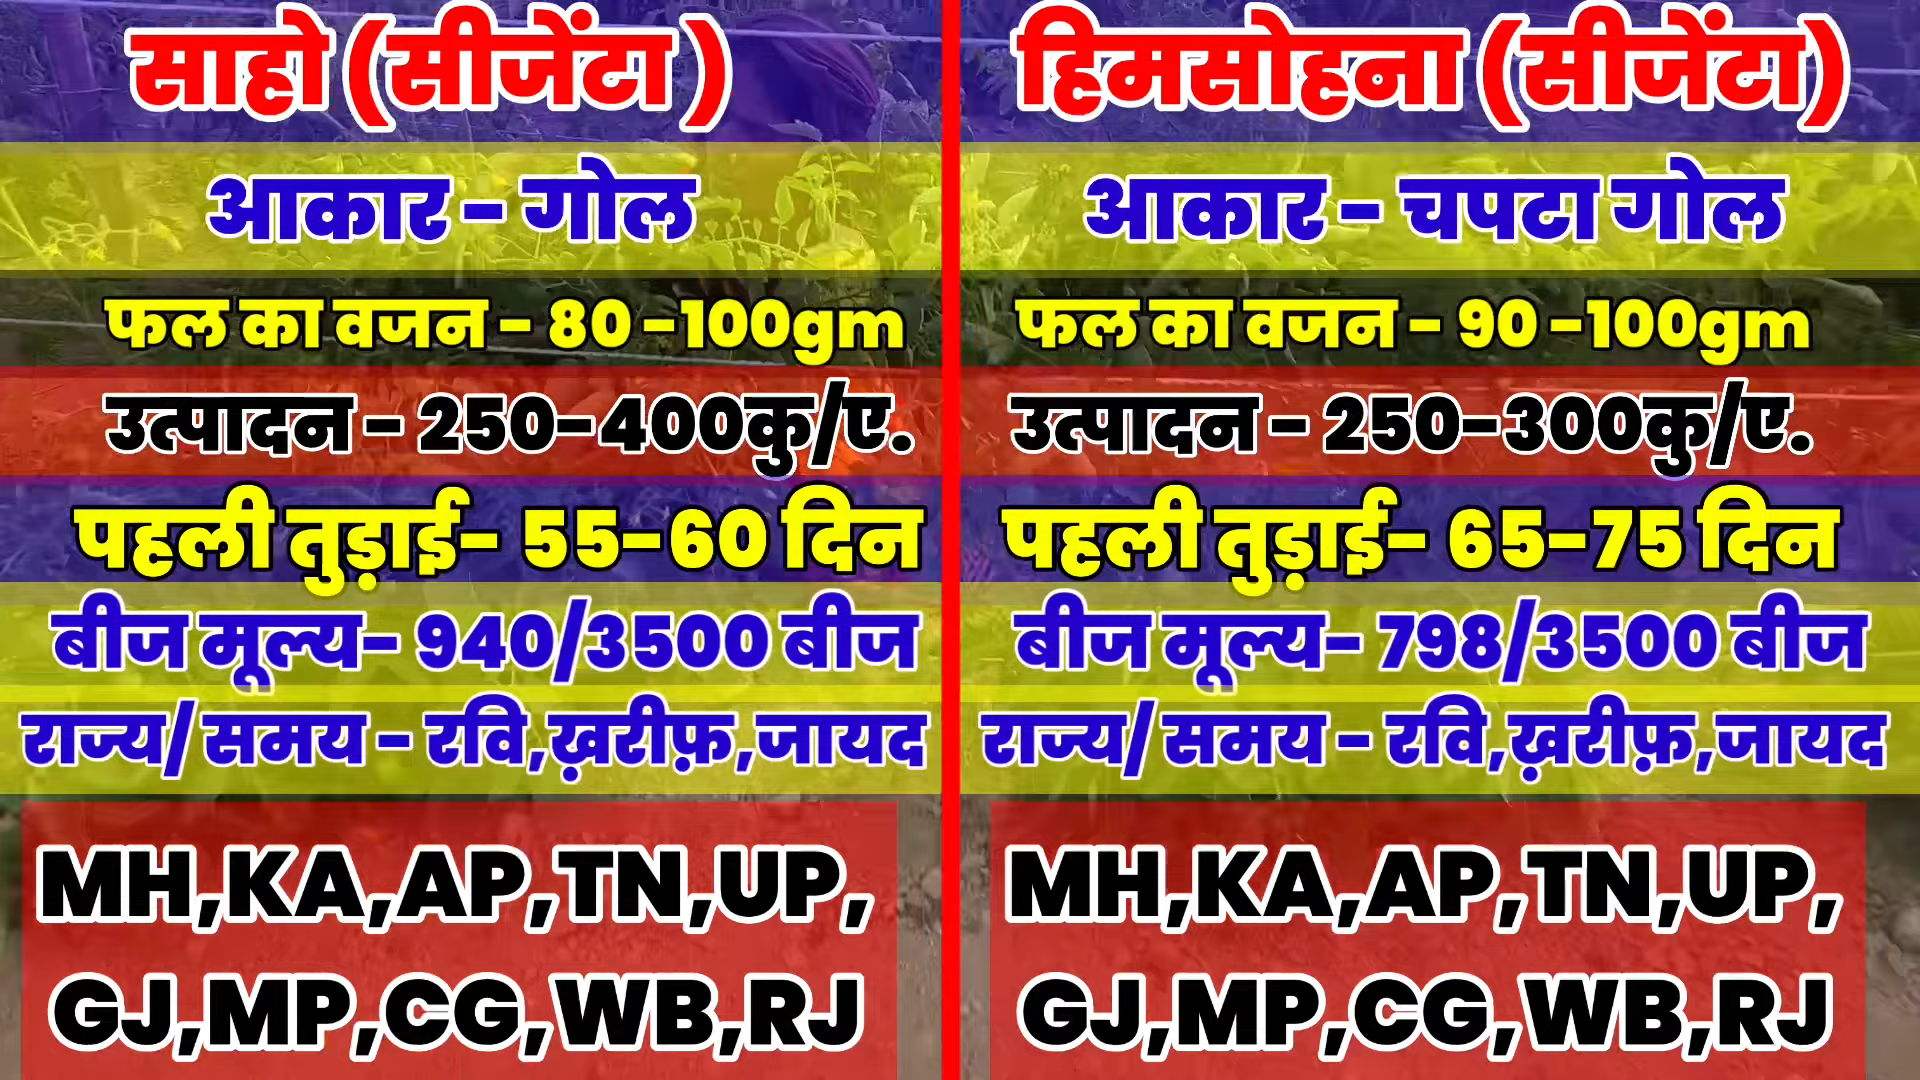 साहो (सीजेंटा )
आकार - गोल
फल का वजन - 80 -100gm
उत्पादन - 250-400कु/ए.
पहली तुड़ाई- 55-60 दिन
बीज मूल्य- 940/3500 बीज
राज्य/ समय - रवि,ख़रीफ़,जायद
MH,KA,AP,TN,UP,
GJ,MP,CG,WB,RJ
हिमसोहना (सीजेंटा)
आकार - चपटा गोल
फल का वजन - 90 -100gm
उत्पादन - 250-300कु/ए.
पहली तुड़ाई- 65-75 दिन
बीज मूल्य- 798/3500 बीज
राज्य/ समय - रवि,ख़रीफ़,जायद
MH,KA,AP,TN,UP,
GJ,MP,CG,WB,RJ